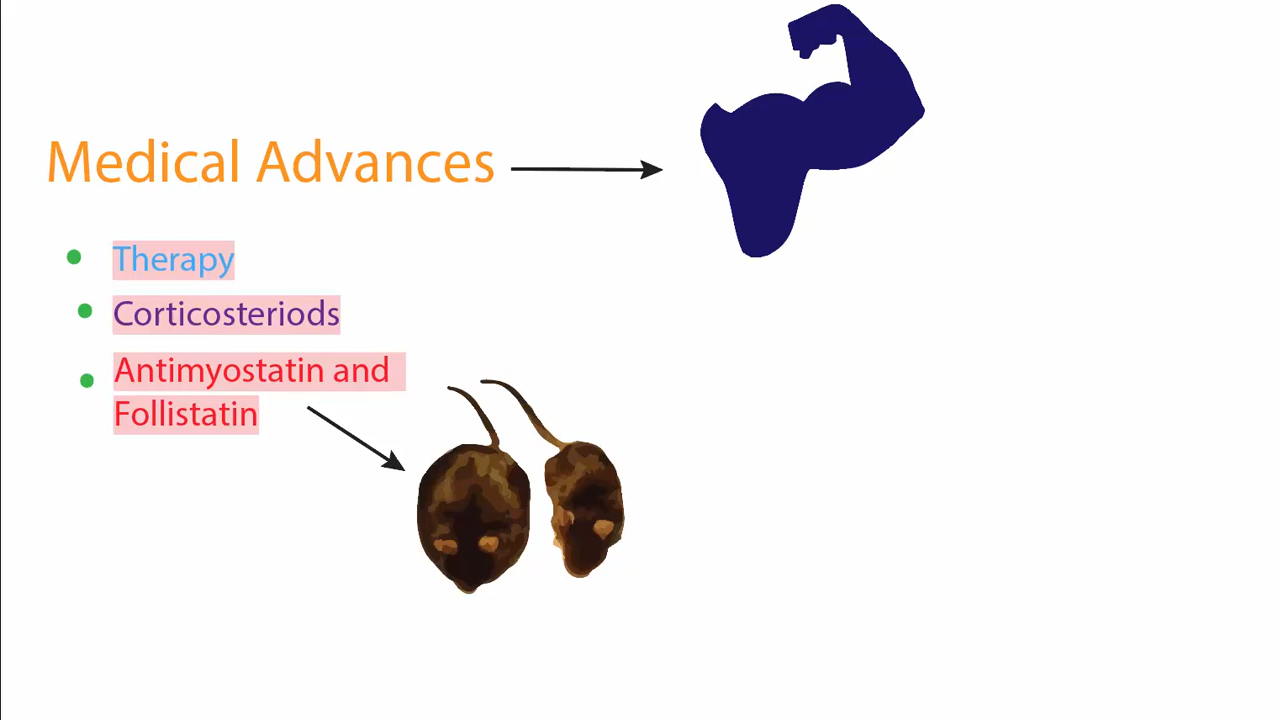 Medical Advances
Therapy
Corticosteriods
Antimyostatin and
Follistatin